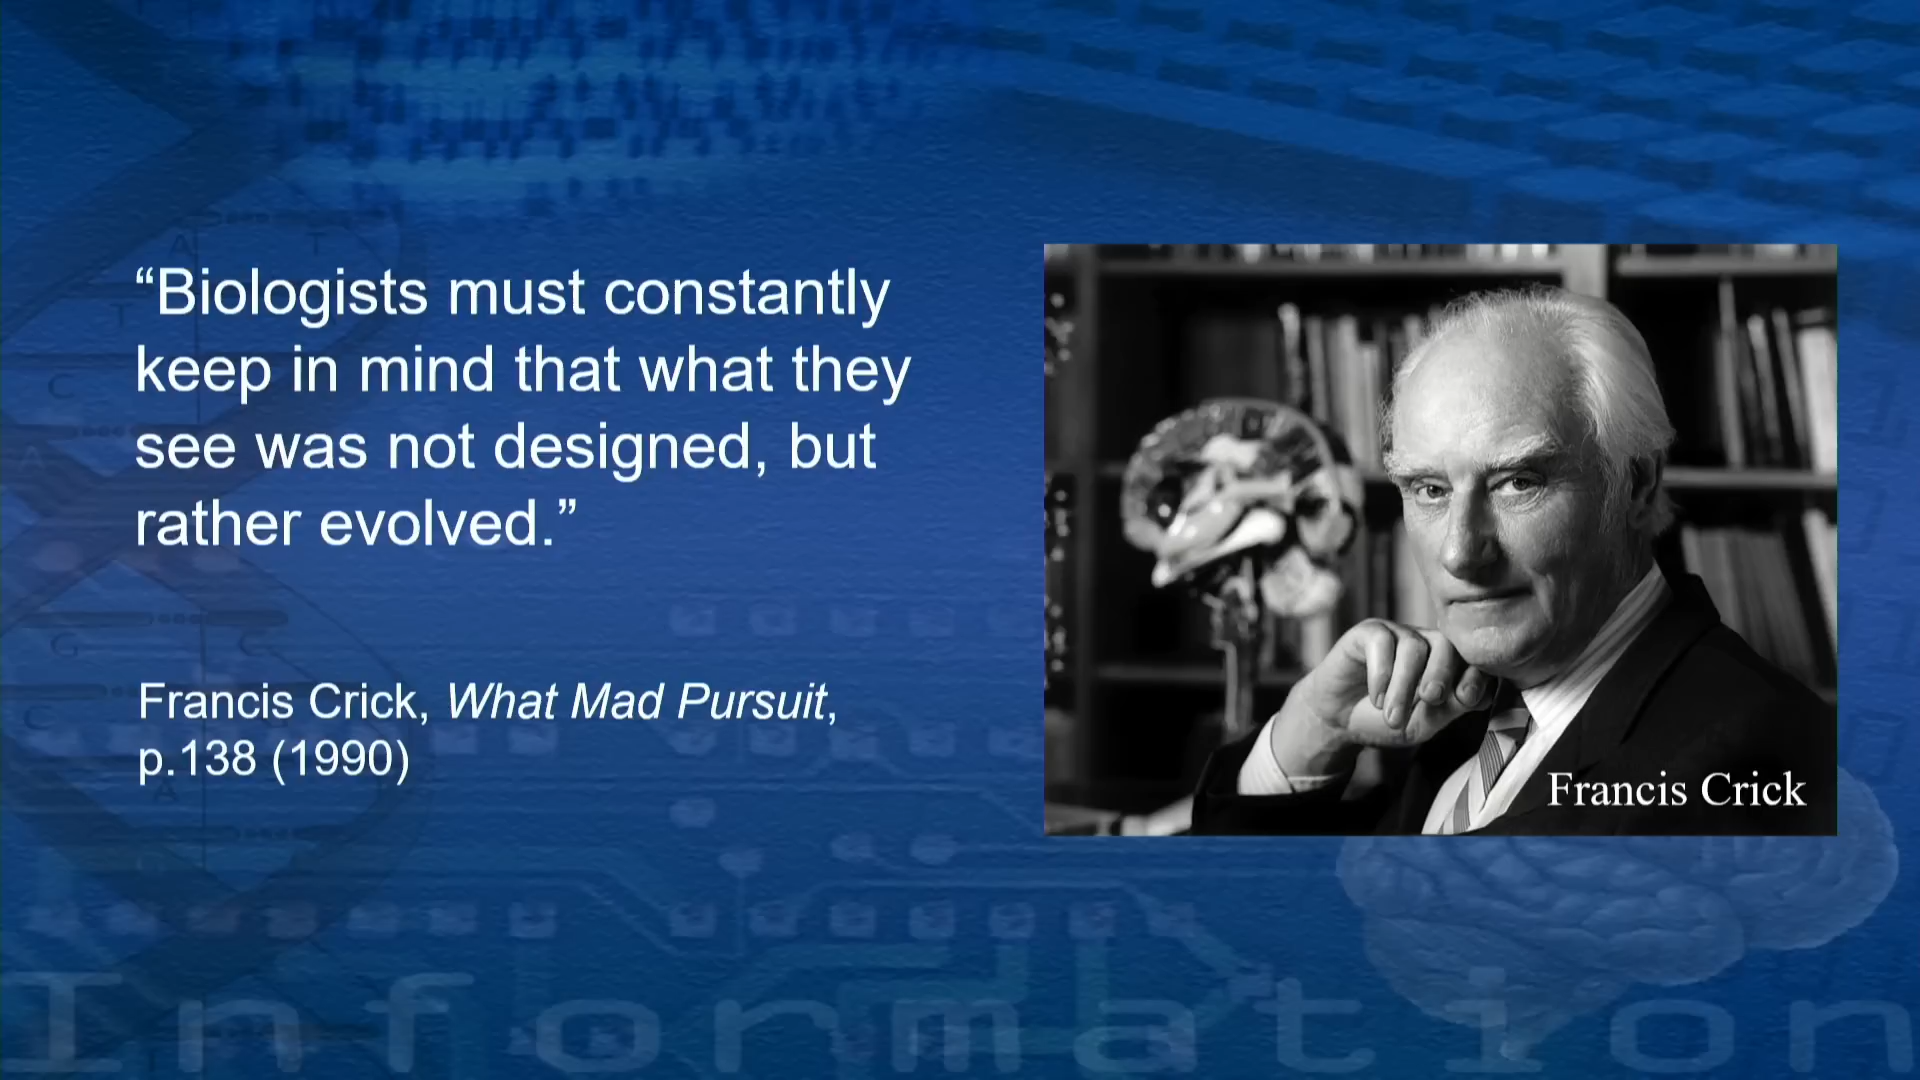 “Biologists must constantly
keep in mind that what they
see was not designed, but
rather evolved.”
Francis Crick, What Mad Pursuit,
p.138 (1990)
Francis Crick
Information